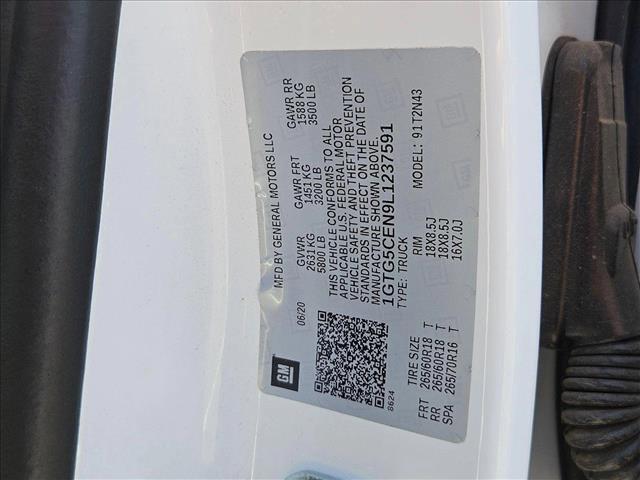 GM
MFD BY GENERAL MOTORS LLC
06/20
GVWR GAWR FRT GAWR RR
2631 KG 1451 KG 1588 KG
5800 LB 3200 LB 3500 LB
THIS VEHICLE CONFORMS TO ALL
APPLICABLE U.S. FEDERAL MOTOR
VEHICLE SAFETY AND THEFT PREVENTION
STANDARDS IN EFFECT ON THE DATE OF
MANUFACTURE SHOWN ABOVE.
1GTG5CEN9L1237591
TYPE: TRUCK MODEL: 91T2N43
8624
TIRE SIZE RIM
FRT 265/60R18 T 18X8.5J
RR 265/60R18 T 18X8.5J
SPA 265/70R16 T 16X7.0J